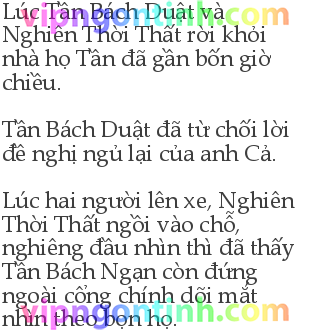 vipngontinh.com
Lúc Tần Bách Duật và
Nghiên Thời Thất rời khỏi
nhà họ Tần đã gần bốn giờ
chiều.
Tần Bách Duật đã từ chối lời
đề nghị ngủ lại của anh Cả.
Lúc hai người lên xe, Nghiên
Thời Thất ngồi vào chỗ,
nghiêng đầu nhìn thì đã thấy
Tần Bách Ngạn còn đứng
ngoài cổng chính dõi mắt
nhìn theo bọn họ.
vipngontinh.com